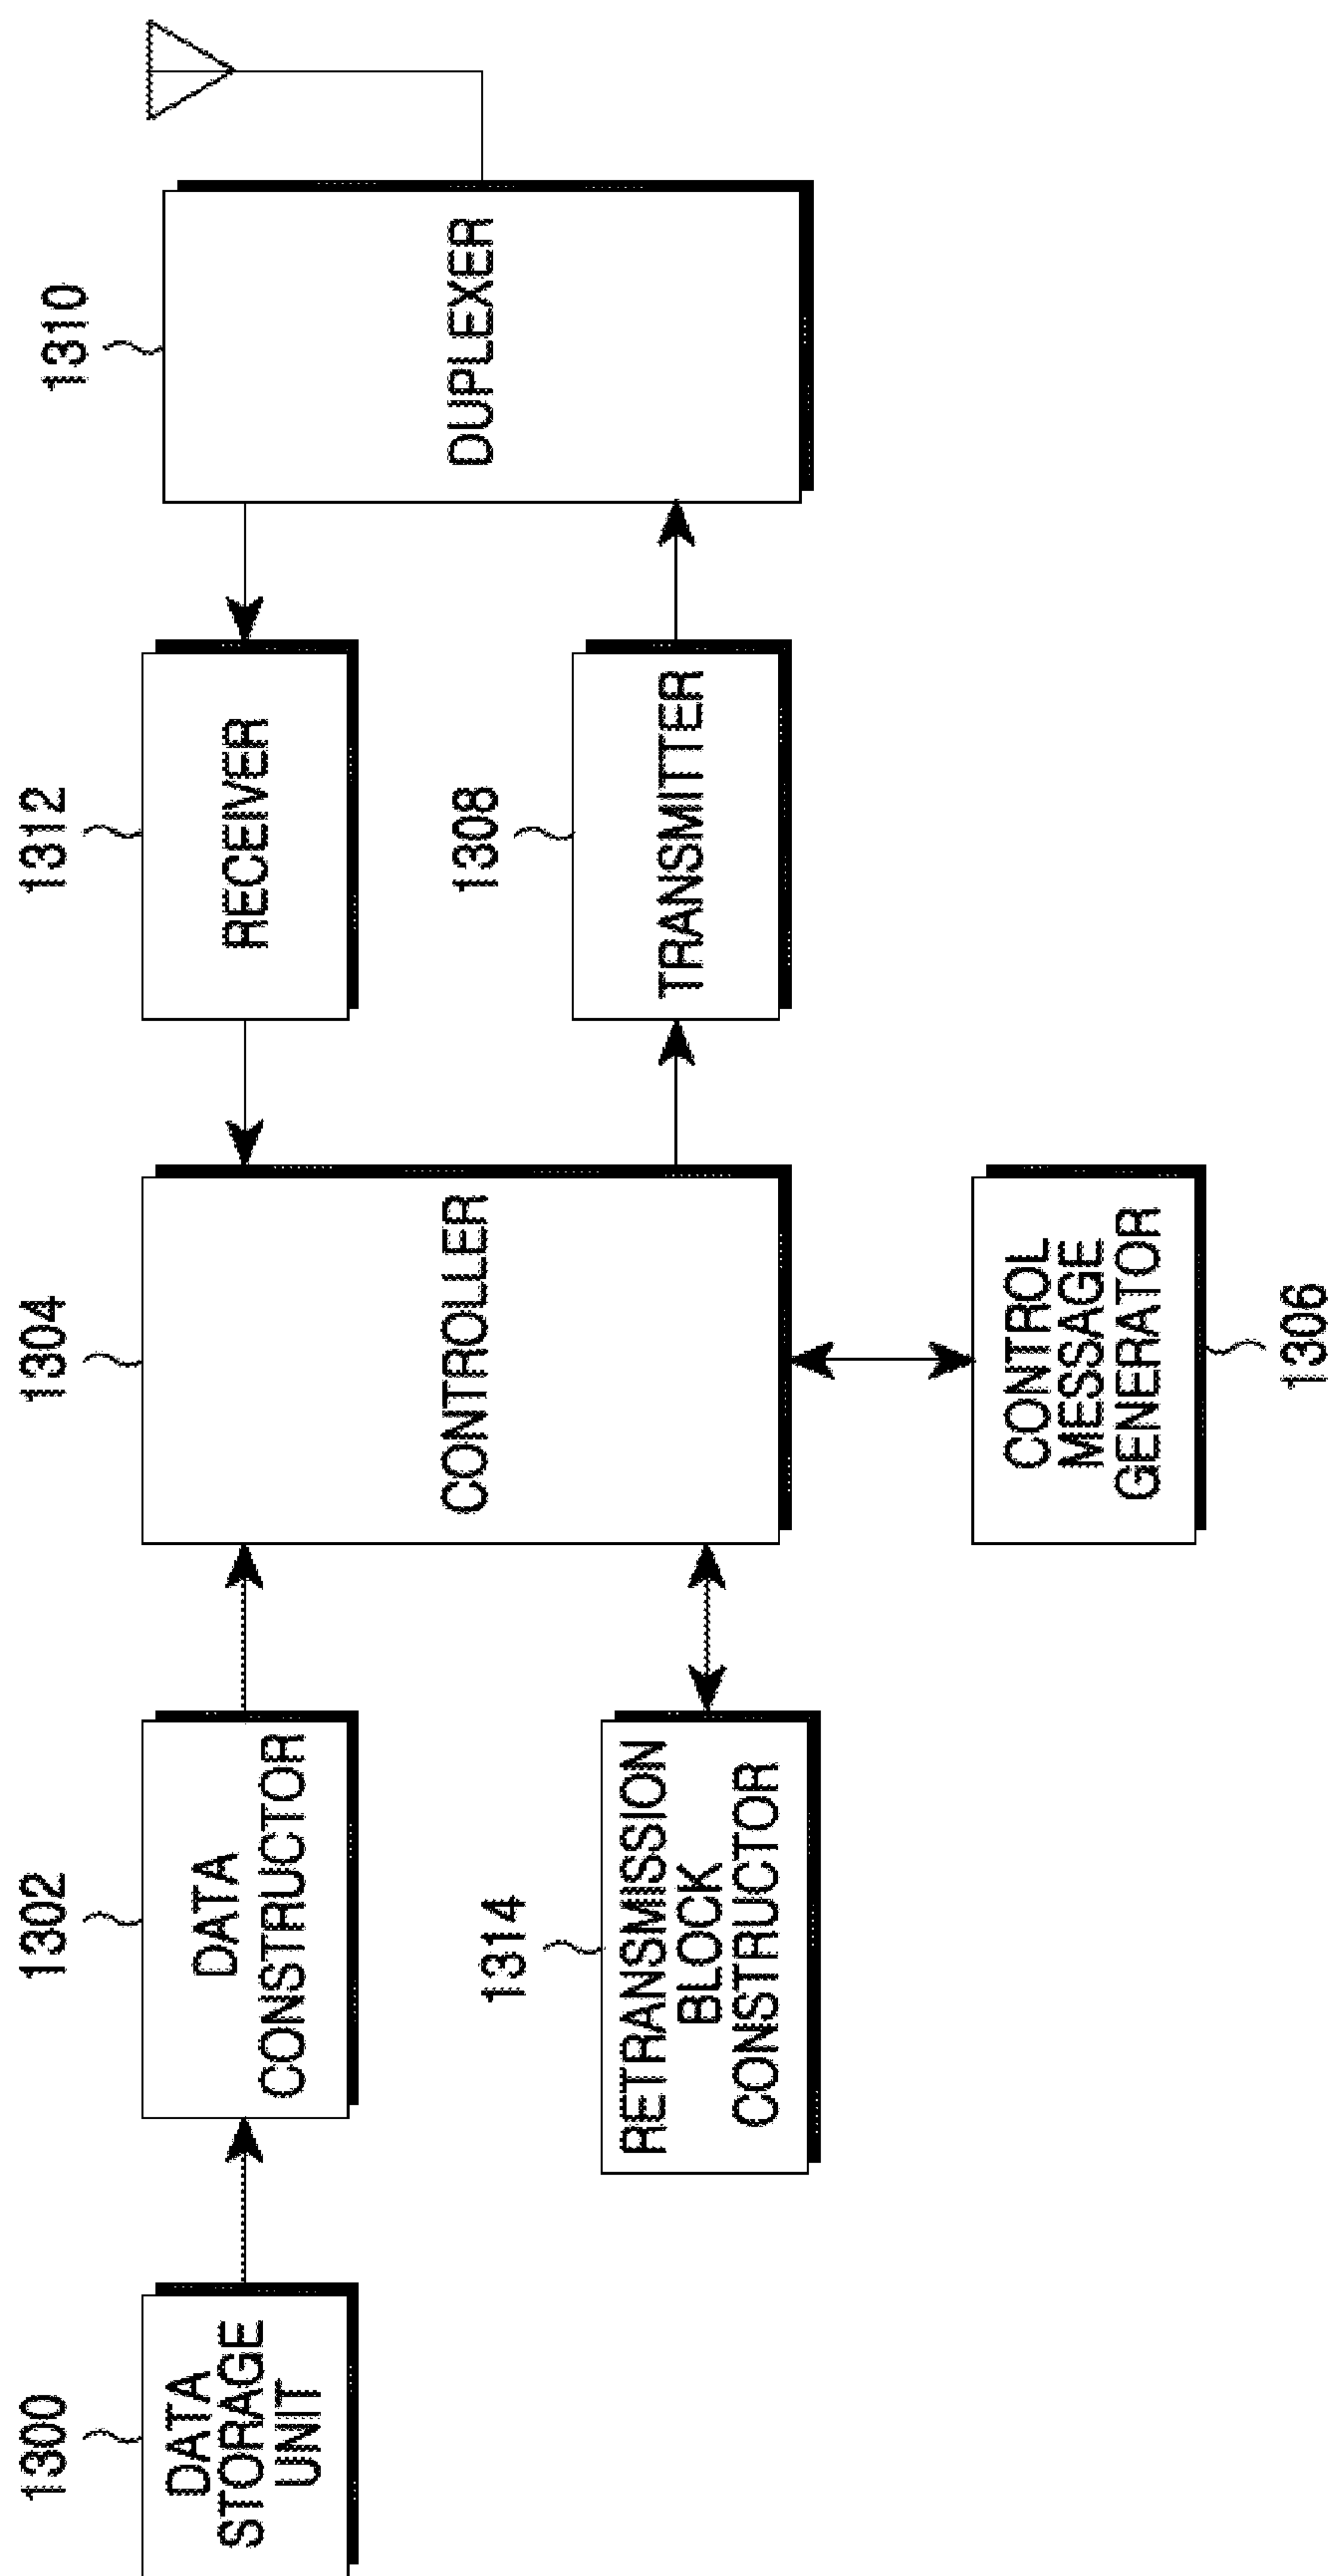 1300
DATA
STORAGE
UNIT
1302
DATA
CONSTRUCTOR
1304
CONTROLLER
1312
RECEIVER
1310
DUPLEXER
1314
RETRANSMISSION
BLOCK
CONSTRUCTOR
1308
TRANSMITTER
CONTROL
MESSAGE
GENERATOR
1306